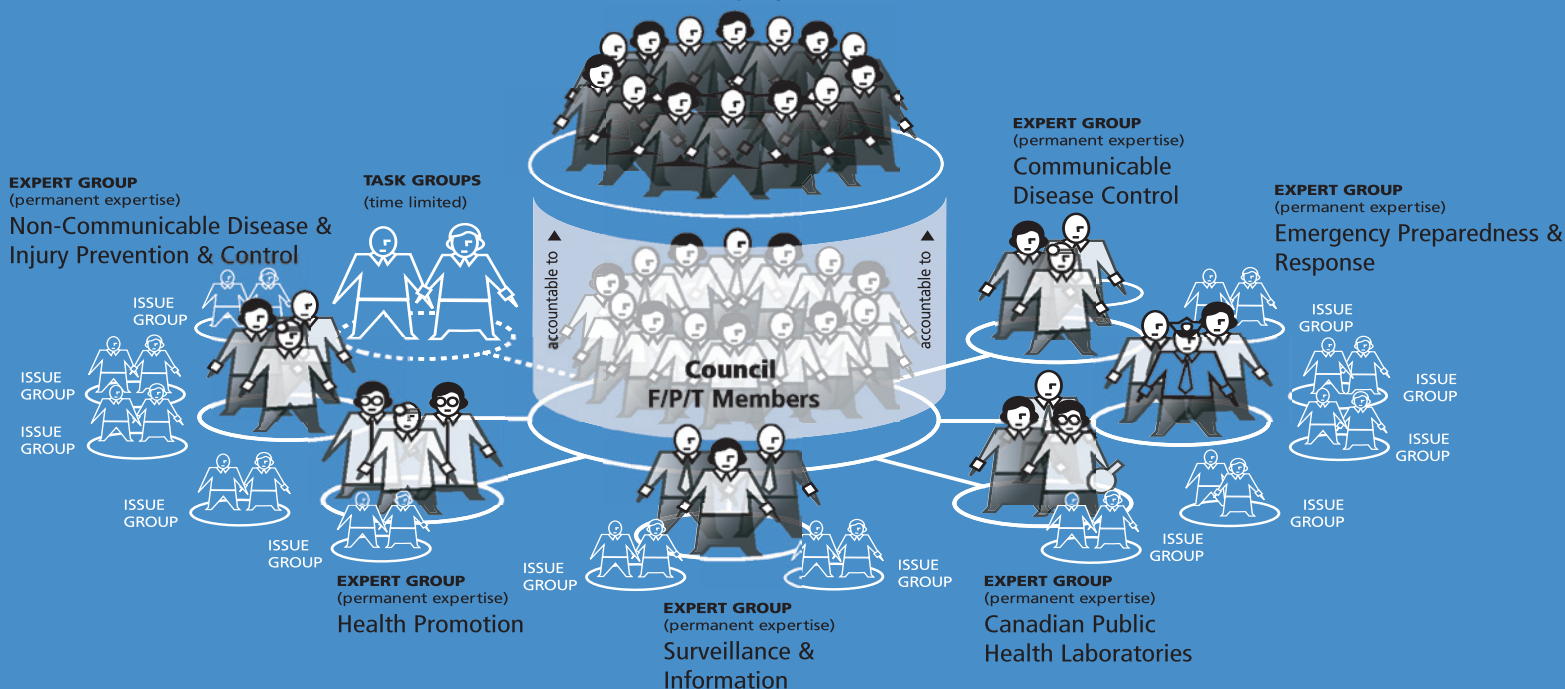 EXPERT GROUP
(permanent expertise)
Non-Communicable Disease &
Injury Prevention & Control
TASK GROUPS
(time limited)
EXPERT GROUP
(permanent expertise)
Communicable
Disease Control
EXPERT GROUP
(permanent expertise)
Emergency Preparedness &
Response
accountable to
accountable to
Council
F/P/T Members
ISSUE
GROUP
ISSUE
GROUP
ISSUE
GROUP
ISSUE
GROUP
ISSUE
GROUP
ISSUE
GROUP
ISSUE
GROUP
ISSUE
GROUP
ISSUE
GROUP
ISSUE
GROUP
ISSUE
GROUP
ISSUE
GROUP
EXPERT GROUP
(permanent expertise)
Health Promotion
EXPERT GROUP
(permanent expertise)
Surveillance &
Information
EXPERT GROUP
(permanent expertise)
Canadian Public
Health Laboratories